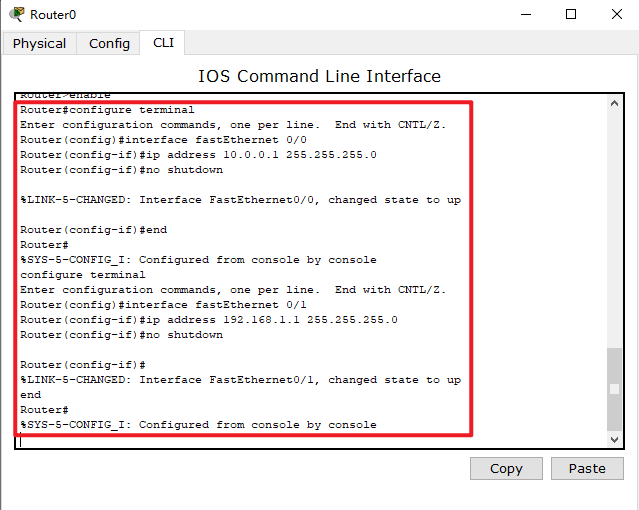 Router0
Physical Config CLI
IOS Command Line Interface
Router>enable
Router#configure terminal
Enter configuration commands, one per line.  End with CNTL/Z.
Router(config)#interface fastEthernet 0/0
Router(config-if)#ip address 10.0.0.1 255.255.255.0
Router(config-if)#no shutdown
%LINK-5-CHANGED: Interface FastEthernet0/0, changed state to up
Router(config-if)#end
Router#
%SYS-5-CONFIG_I: Configured from console by console
configure terminal
Enter configuration commands, one per line.  End with CNTL/Z.
Router(config)#interface fastEthernet 0/1
Router(config-if)#ip address 192.168.1.1 255.255.255.0
Router(config-if)#no shutdown
Router(config-if)#
%LINK-5-CHANGED: Interface FastEthernet0/1, changed state to up
end
Router#
%SYS-5-CONFIG_I: Configured from console by console
Copy Paste